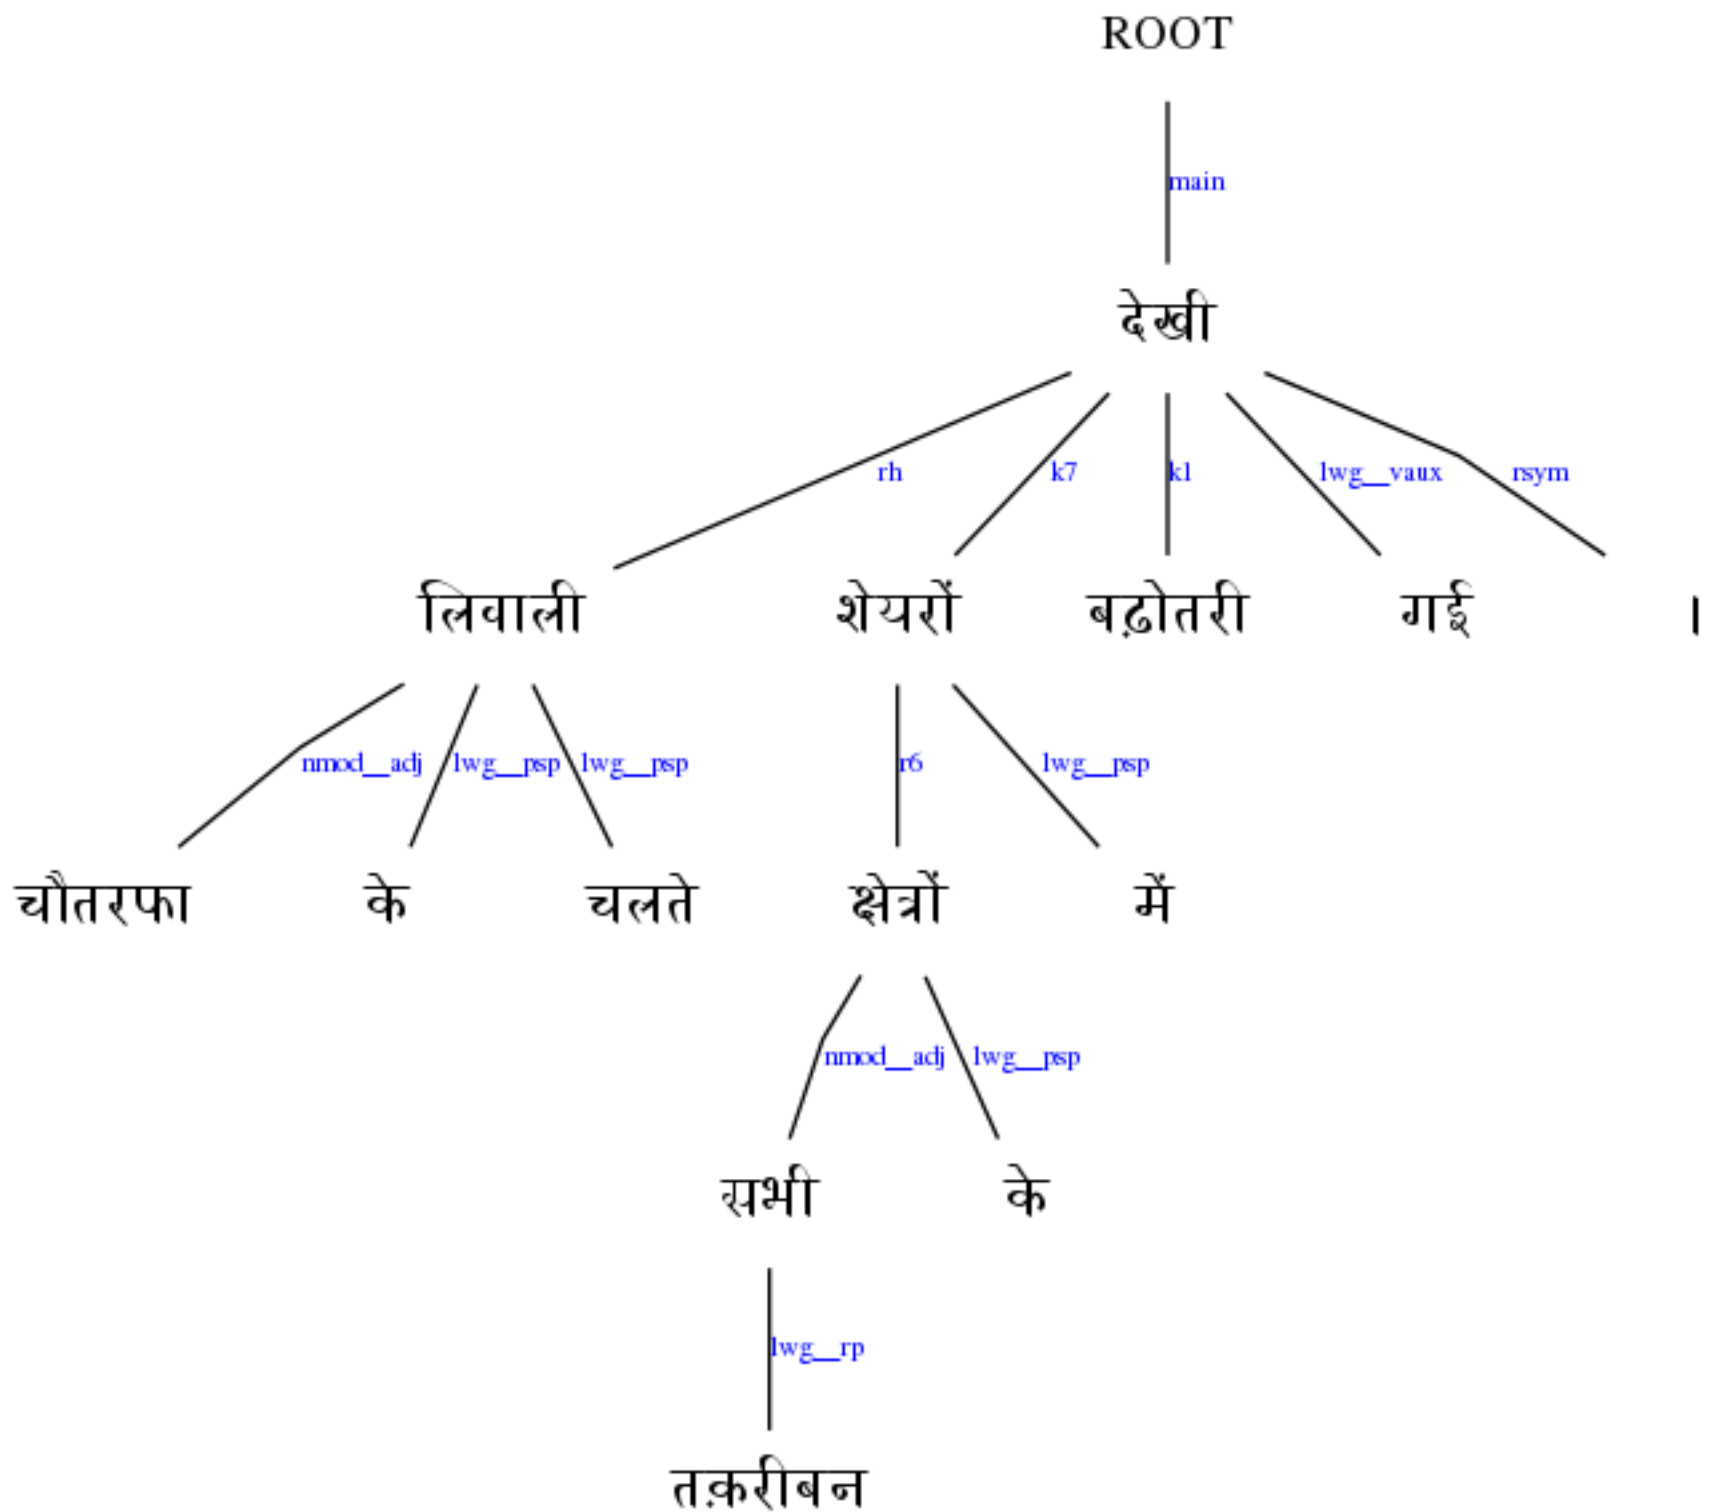 ROOT
main
देखी
rh k7 k1 lwg__vaux rsym
लिवाली शेयरों बढ़ोतरी गई ।
nmod__adj lwg__psp lwg__psp r6 lwg__psp
चौतरफा के चलते क्षेत्रों में
nmod__adj lwg__psp
सभी के
lwg__rp
तक़रीबन